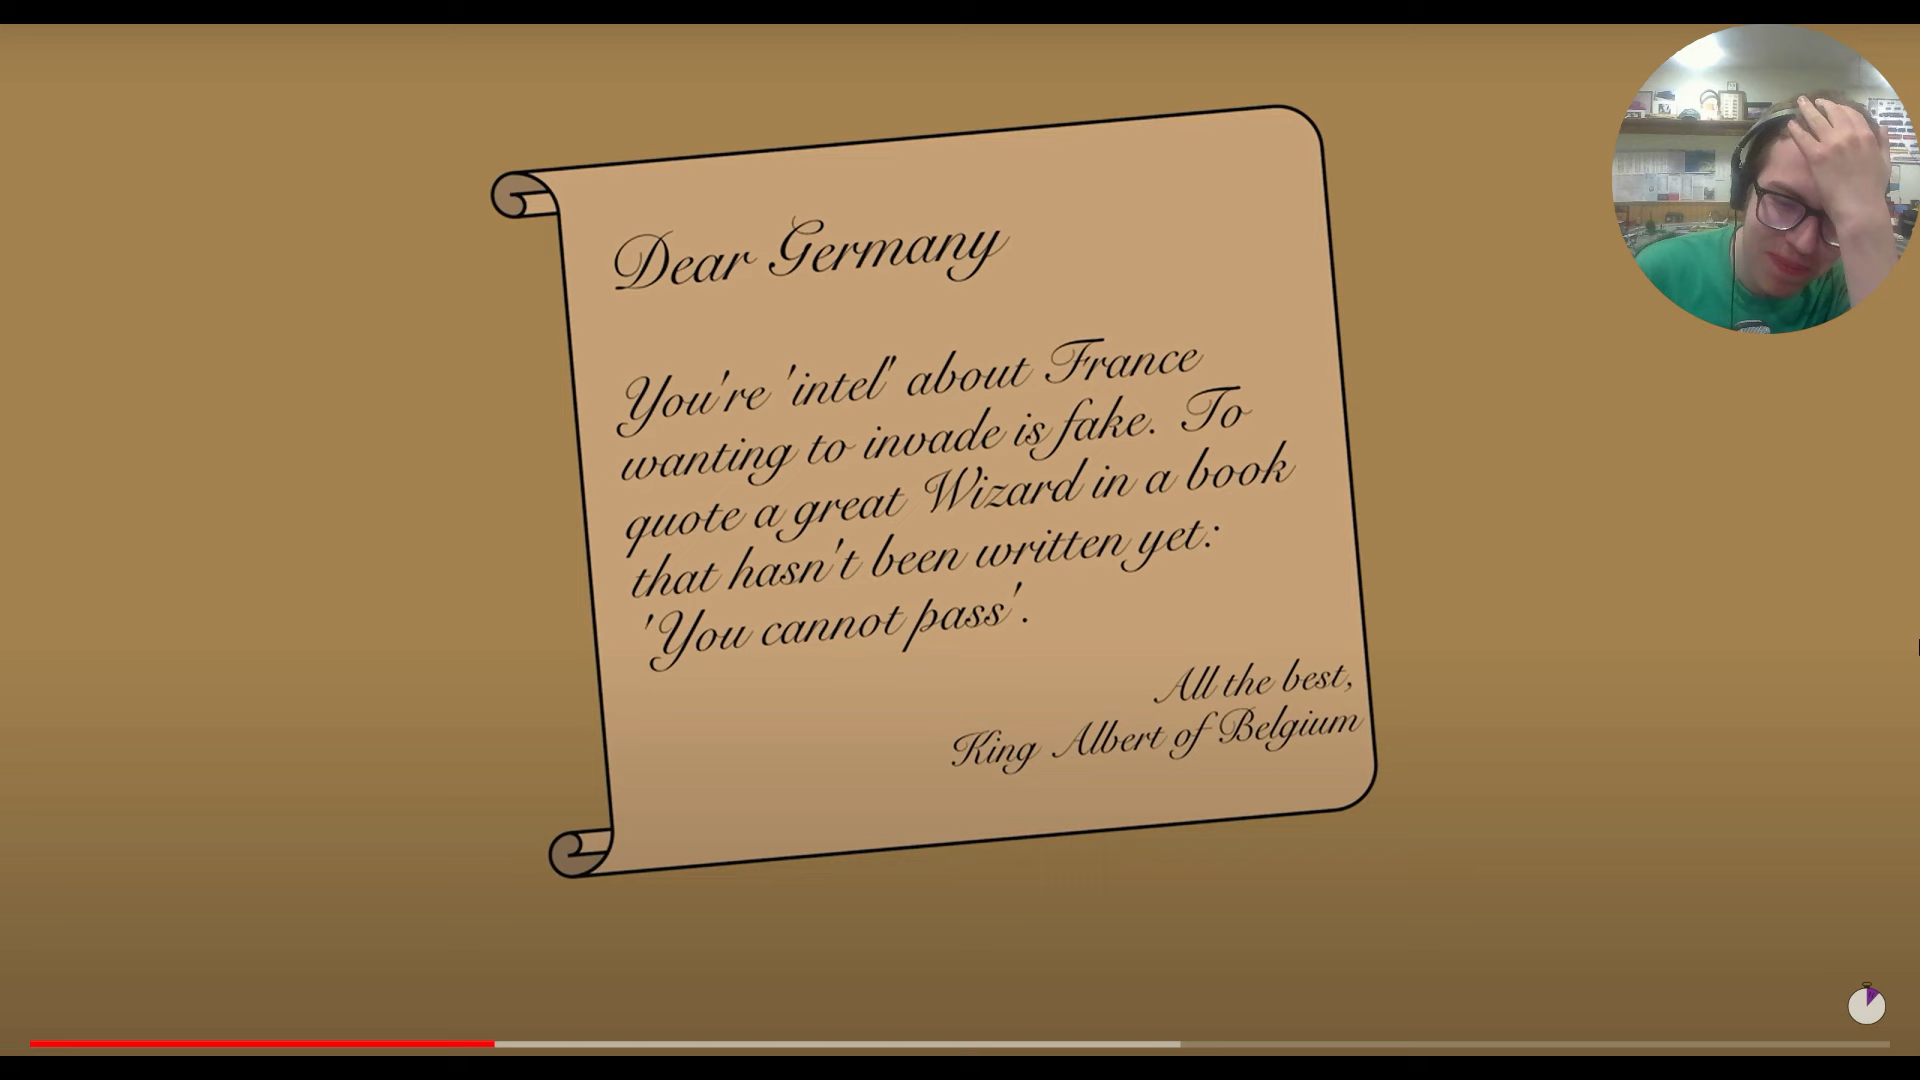 Dear Germany
You're 'intel' about France
wanting to invade is fake. To
quote a great Wizard in a book
that hasn't been written yet:
'You cannot pass'.
All the best,
King Albert of Belgium